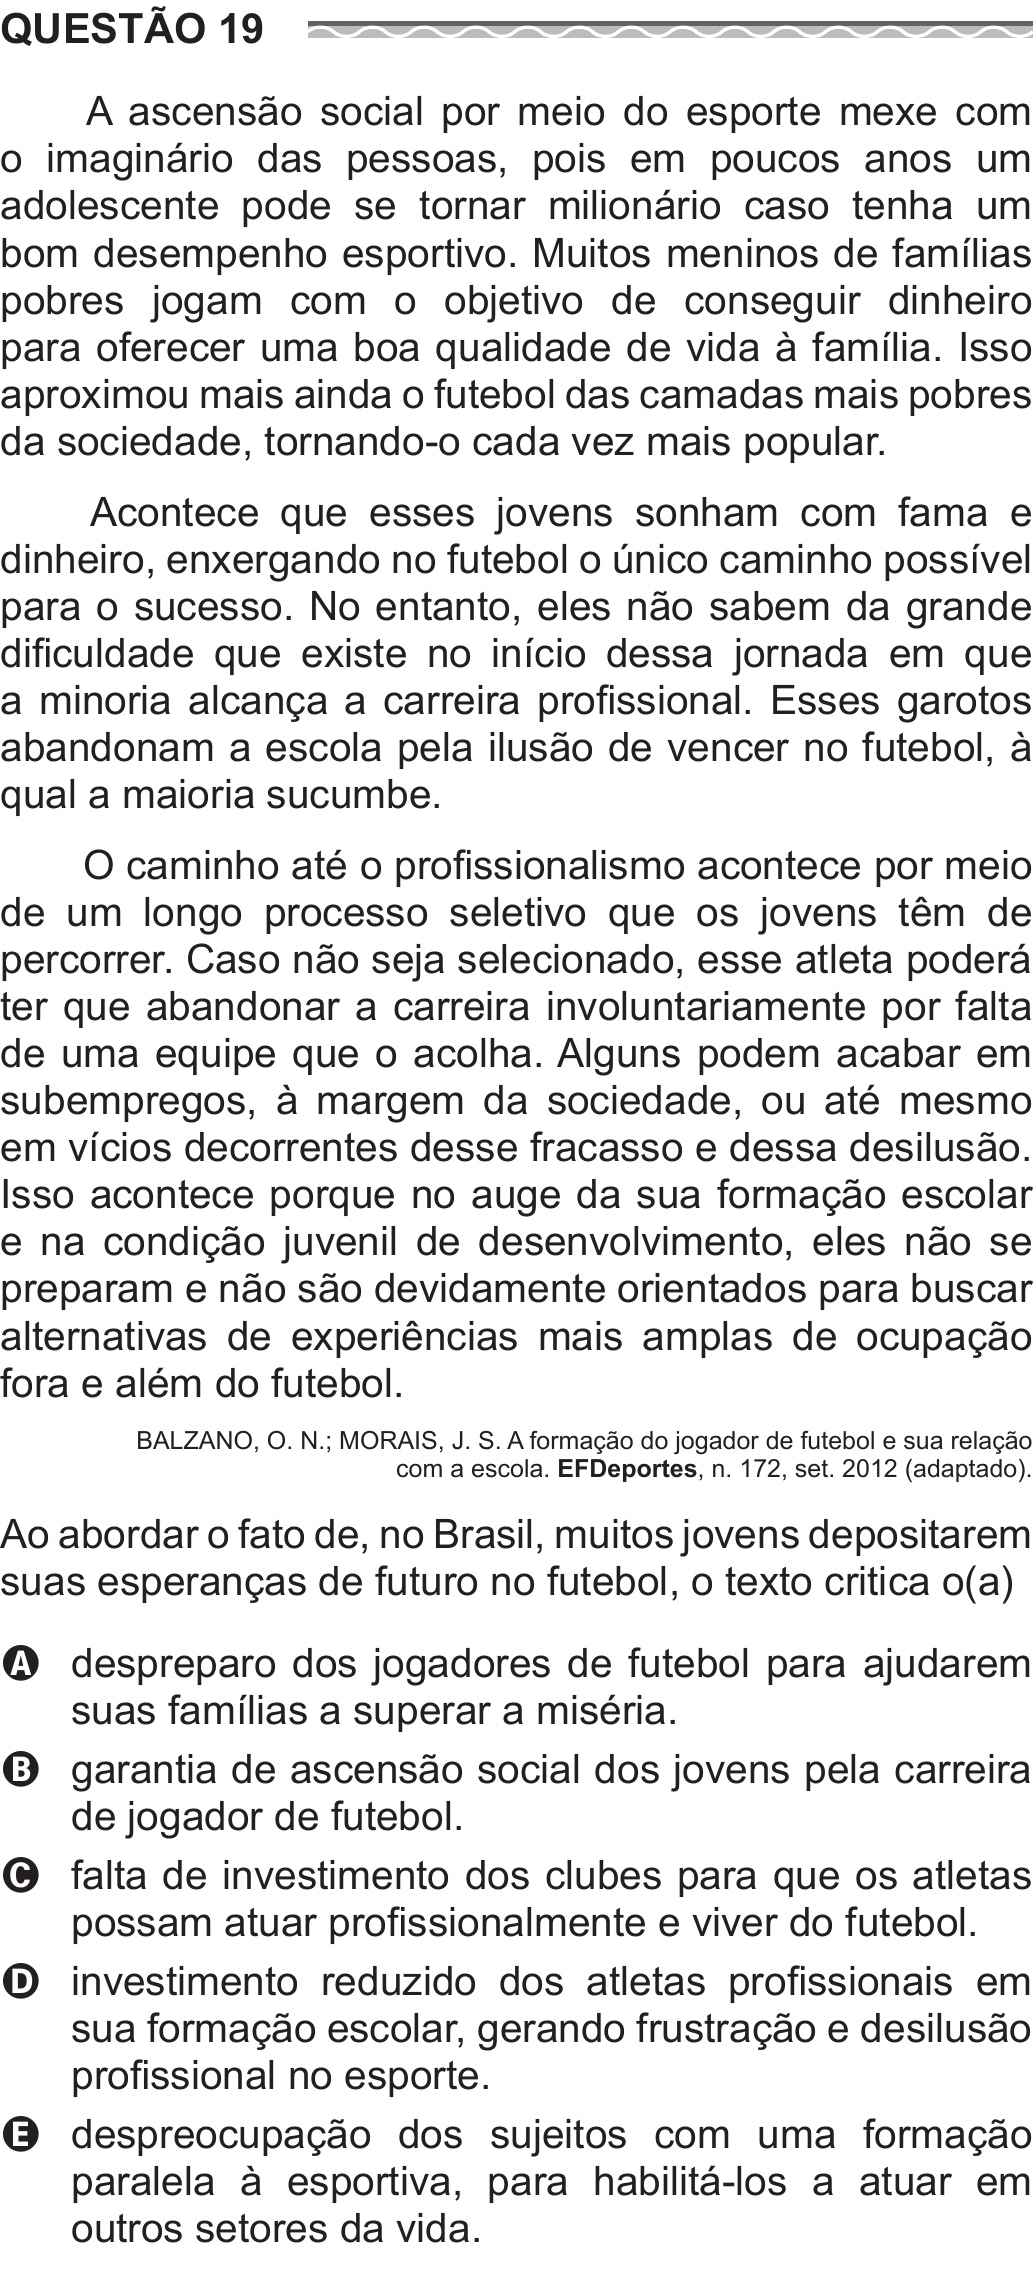 QUESTÃO 19
A ascensão social por meio do esporte mexe com
o imaginário das pessoas, pois em poucos anos um
adolescente pode se tornar milionário caso tenha um
bom desempenho esportivo. Muitos meninos de famílias
pobres jogam com o objetivo de conseguir dinheiro
para oferecer uma boa qualidade de vida à família. Isso
aproximou mais ainda o futebol das camadas mais pobres
da sociedade, tornando-o cada vez mais popular.
Acontece que esses jovens sonham com fama e
dinheiro, enxergando no futebol o único caminho possível
para o sucesso. No entanto, eles não sabem da grande
dificuldade que existe no início dessa jornada em que
a minoria alcança a carreira profissional. Esses garotos
abandonam a escola pela ilusão de vencer no futebol, à
qual a maioria sucumbe.
O caminho até o profissionalismo acontece por meio
de um longo processo seletivo que os jovens têm de
percorrer. Caso não seja selecionado, esse atleta poderá
ter que abandonar a carreira involuntariamente por falta
de uma equipe que o acolha. Alguns podem acabar em
subempregos, à margem da sociedade, ou até mesmo
em vícios decorrentes desse fracasso e dessa desilusão.
Isso acontece porque no auge da sua formação escolar
e na condição juvenil de desenvolvimento, eles não se
preparam e não são devidamente orientados para buscar
alternativas de experiências mais amplas de ocupação
fora e além do futebol.
BALZANO, O. N.; MORAIS, J. S. A formação do jogador de futebol e sua relação
com a escola. EFDeportes, n. 172, set. 2012 (adaptado).
Ao abordar o fato de, no Brasil, muitos jovens depositarem
suas esperanças de futuro no futebol, o texto critica o(a)
A despreparo dos jogadores de futebol para ajudarem
suas famílias a superar a miséria.
B garantia de ascensão social dos jovens pela carreira
de jogador de futebol.
C falta de investimento dos clubes para que os atletas
possam atuar profissionalmente e viver do futebol.
D investimento reduzido dos atletas profissionais em
sua formação escolar, gerando frustração e desilusão
profissional no esporte.
E despreocupação dos sujeitos com uma formação
paralela à esportiva, para habilitá-los a atuar em
outros setores da vida.